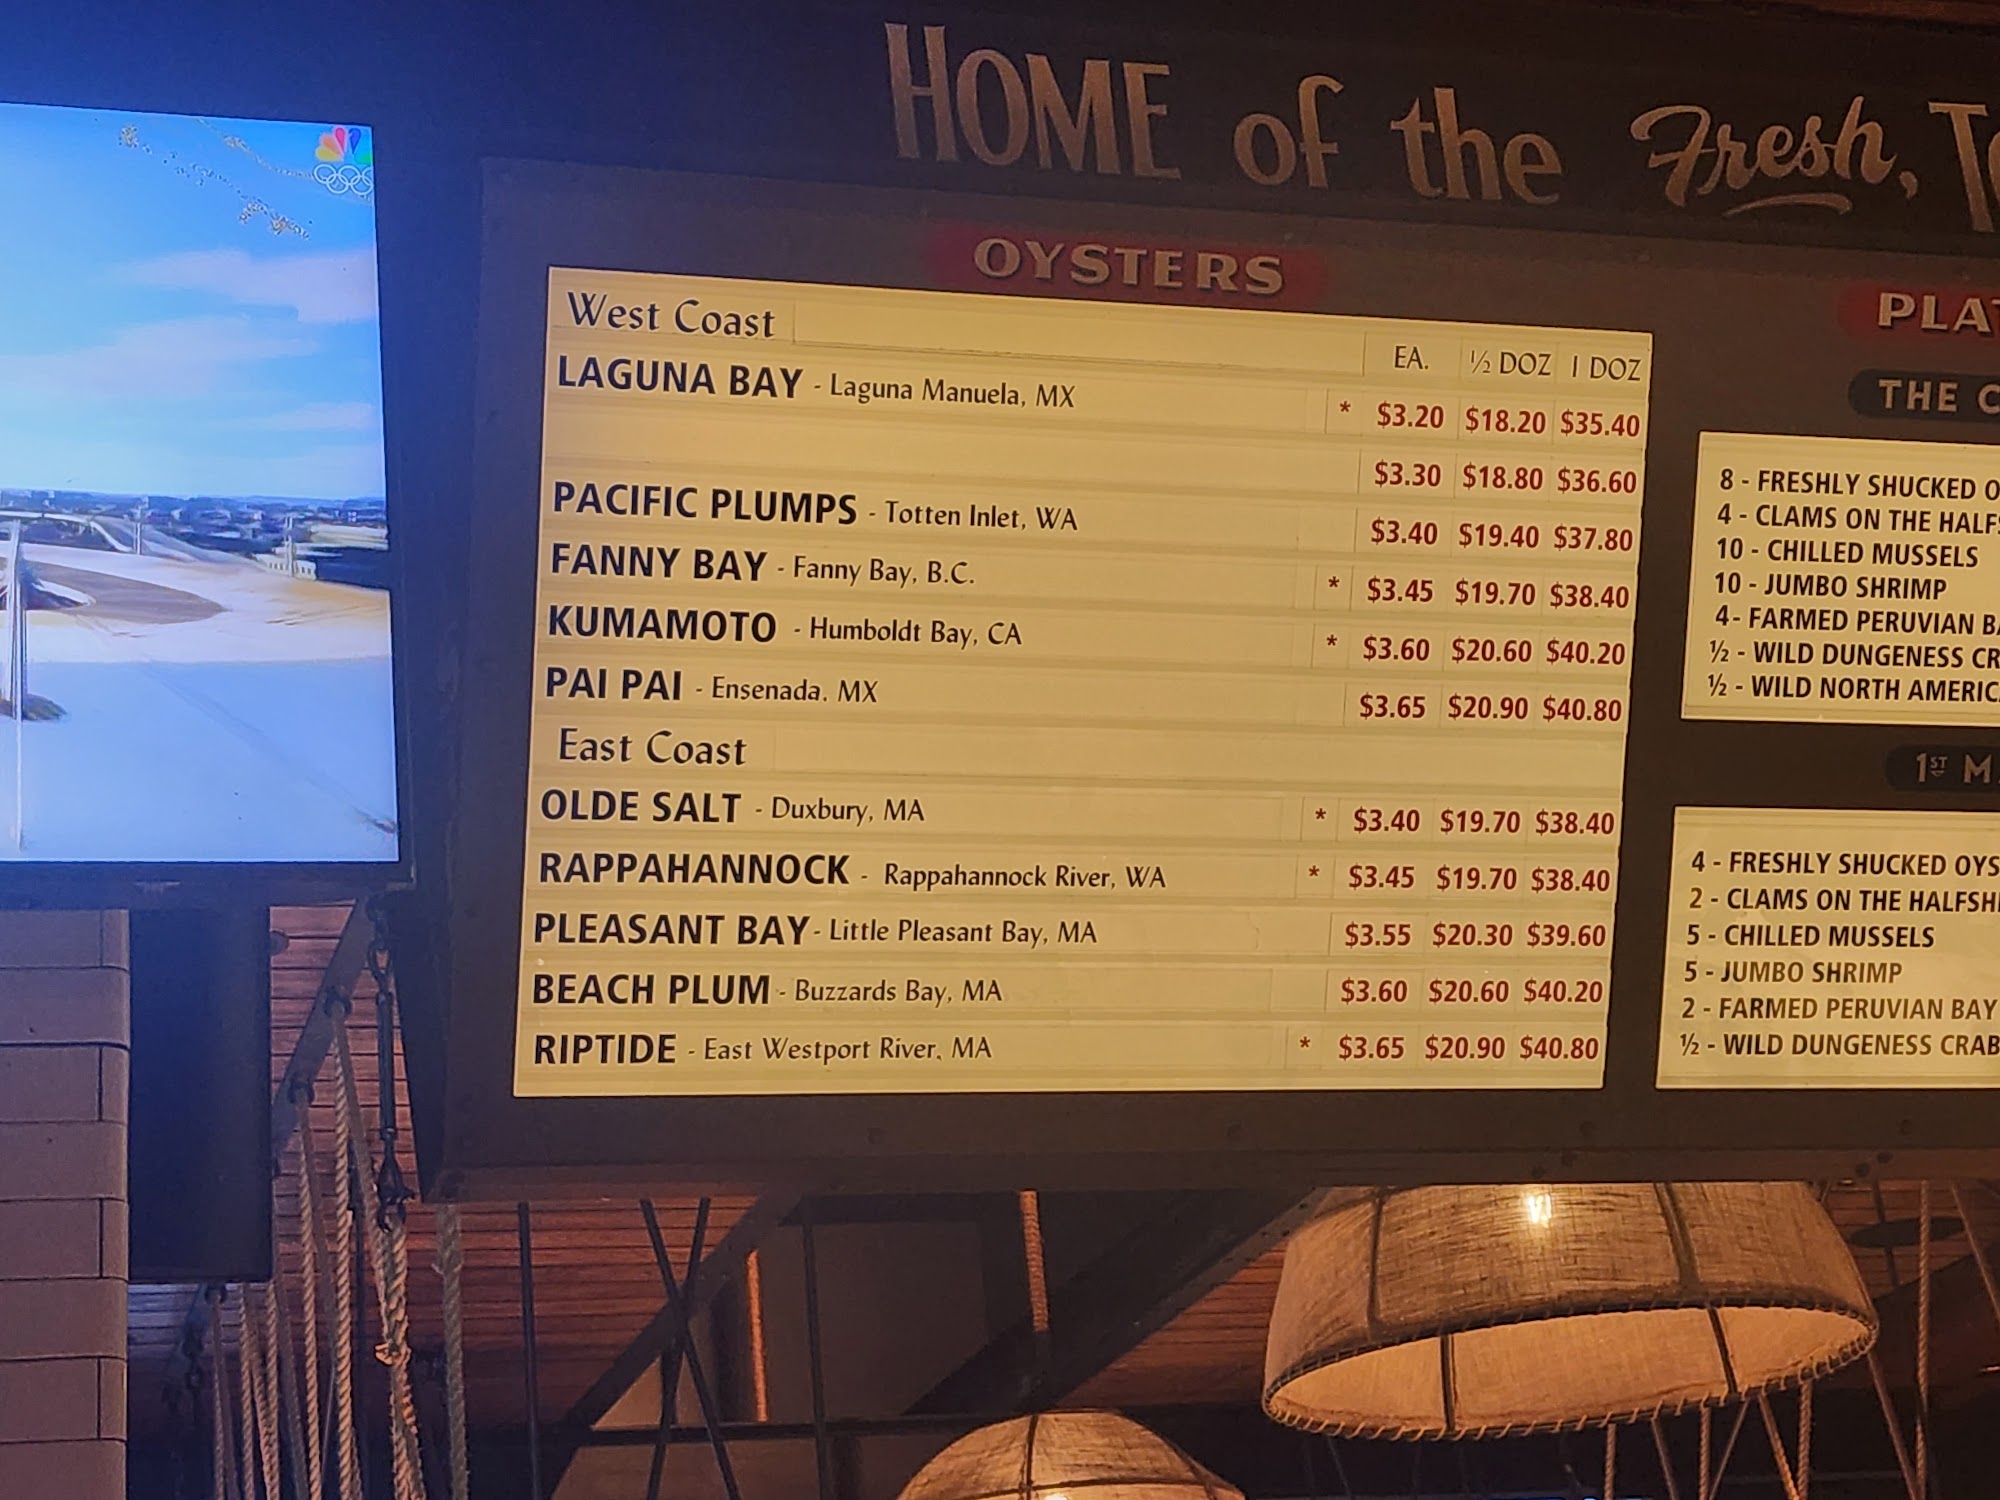 HOME of the Fresh,
OYSTERS
West Coast
EA. ½ DOZ 1 DOZ
LAGUNA BAY - Laguna Manuela, MX * $3.20 $18.20 $35.40
$3.30 $18.80 $36.60
PACIFIC PLUMPS - Totten Inlet, WA $3.40 $19.40 $37.80
FANNY BAY - Fanny Bay, B.C. * $3.45 $19.70 $38.40
KUMAMOTO - Humboldt Bay, CA * $3.60 $20.60 $40.20
PAI PAI - Ensenada. MX $3.65 $20.90 $40.80
East Coast
OLDE SALT - Duxbury, MA * $3.40 $19.70 $38.40
RAPPAHANNOCK - Rappahannock River, WA * $3.45 $19.70 $38.40
PLEASANT BAY - Little Pleasant Bay, MA $3.55 $20.30 $39.60
BEACH PLUM - Buzzards Bay, MA $3.60 $20.60 $40.20
RIPTIDE - East Westport River, MA * $3.65 $20.90 $40.80
THE
8 - FRESHLY SHUCKED
4 - CLAMS ON THE
10 - CHILLED MUSSELS
10 - JUMBO SHRIMP
4- FARMED PERUVIAN
½ - WILD DUNGENESS
½ - WILD NORTH
1ST
4 - FRESHLY SHUCKED
2 - CLAMS ON THE
5 - CHILLED MUSSELS
5 - JUMBO SHRIMP
2 - FARMED PERUVIAN BAY
½ - WILD DUNGENESS CRAB